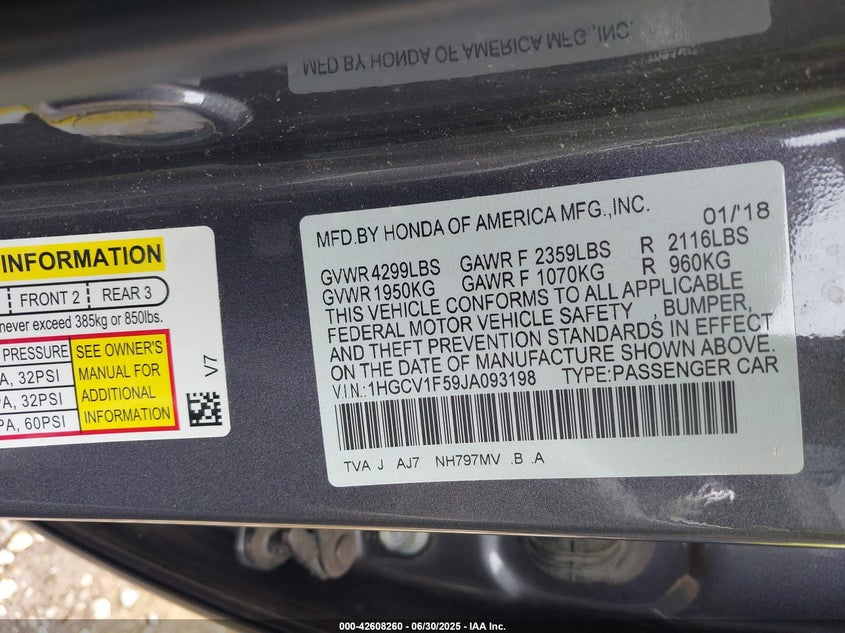 MFD BY HONDA OF AMERICA MFG.,INC.
MFD.BY HONDA OF AMERICA MFG.,INC. 01/'18
GVWR 4299LBS GAWR F 2359LBS R 2116LBS
GVWR 1950KG GAWR F 1070KG R 960KG
THIS VEHICLE CONFORMS TO ALL APPLICABLE
FEDERAL MOTOR VEHICLE SAFETY , BUMPER,
AND THEFT PREVENTION STANDARDS IN EFFECT
ON THE DATE OF MANUFACTURE SHOWN ABOVE.
V.I.N.: 1HGCV1F59JA093198 TYPE:PASSENGER CAR
TVA J AJ7 NH797MV .B .A
INFORMATION
FRONT 2 REAR 3
never exceed 385kg or 850lbs.
PRESSURE
PA, 32PSI
PA, 32PSI
PA, 60PSI
SEE OWNER'S
MANUAL FOR
ADDITIONAL
INFORMATION
V7
000-42608260 - 06/30/2025 - IAA Inc.